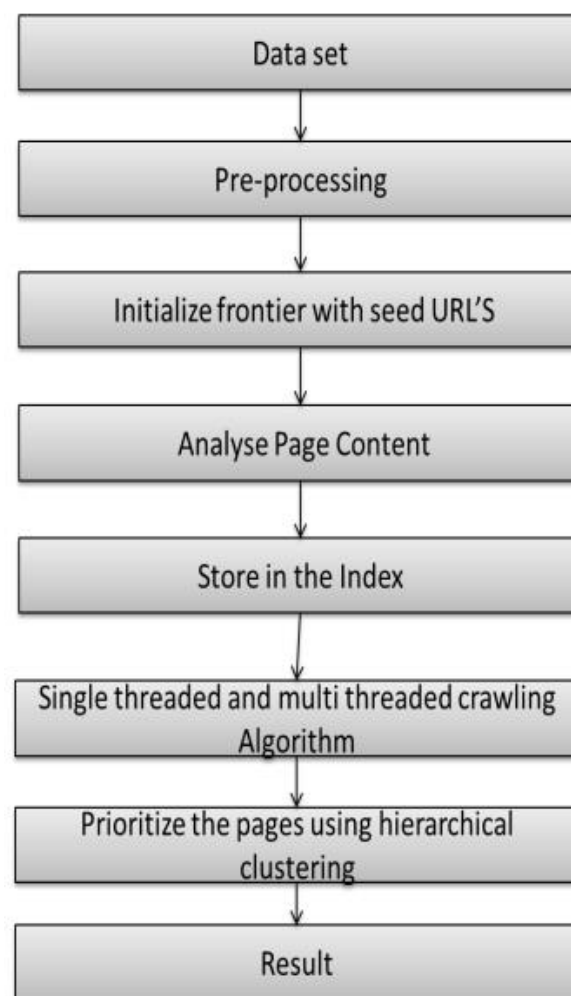 Data set
Pre-processing
Initialize frontier with seed URL'S
Analyse Page Content
Store in the Index
Single threaded and multi threaded crawling
Algorithm
Prioritize the pages using hierarchical
clustering
Result